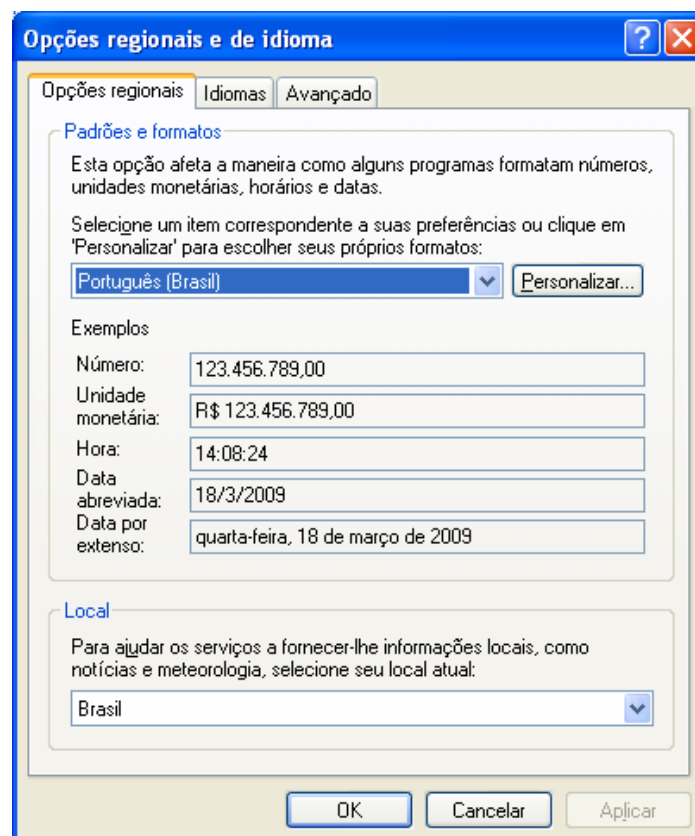 Opções regionais e de idioma
Opções regionais
Idiomas
Avançado
Padrões e formatos
Esta opção afeta a maneira como alguns programas formatam números,
unidades monetárias, horários e datas.
Selecione um item correspondente a suas preferências ou clique em
'Personalizar' para escolher seus próprios formatos:
Português (Brasil)
Personalizar...
Exemplos
Número:
123.456.789,00
Unidade
monetária:
R$ 123.456.789,00
Hora:
14:08:24
Data
abreviada:
18/3/2009
Data por
extenso:
quarta-feira, 18 de março de 2009
Local
Para ajudar os serviços a fornecer-lhe informações locais, como
notícias e meteorologia, selecione seu local atual:
Brasil
OK
Cancelar
Aplicar